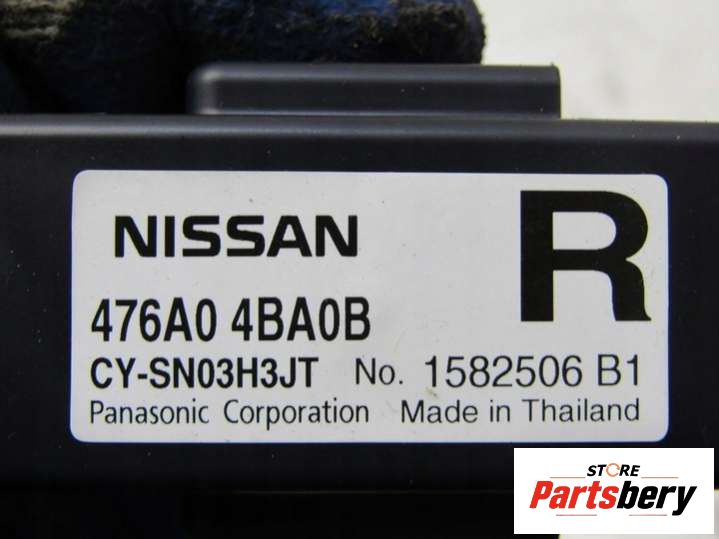 NISSAN
R
476A0 4BA0B
CY-SN03H3JT No. 1582506 B1
Panasonic Corporation Made in Thailand
STORE
Partsbery